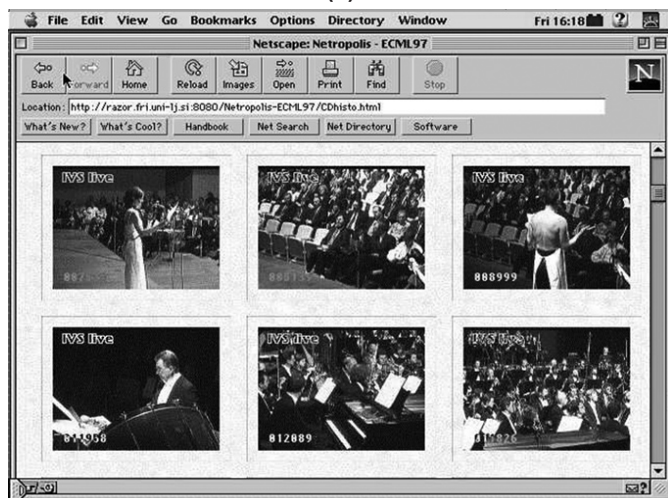 File Edit View Go Bookmarks Options Directory Window Fri 16:18
Netscape: Netropolis - ECML97
Back Forward Home Reload Images Open Print Find Stop
N
Location: http://razor.fri.uni-lj.si:8080/Netropolis-ECML97/CDhisto.html
What's New? What's Cool? Handbook Net Search Net Directory Software
IVS live IVS live IVS live
888999
IVS live IVS live IVS live
012089